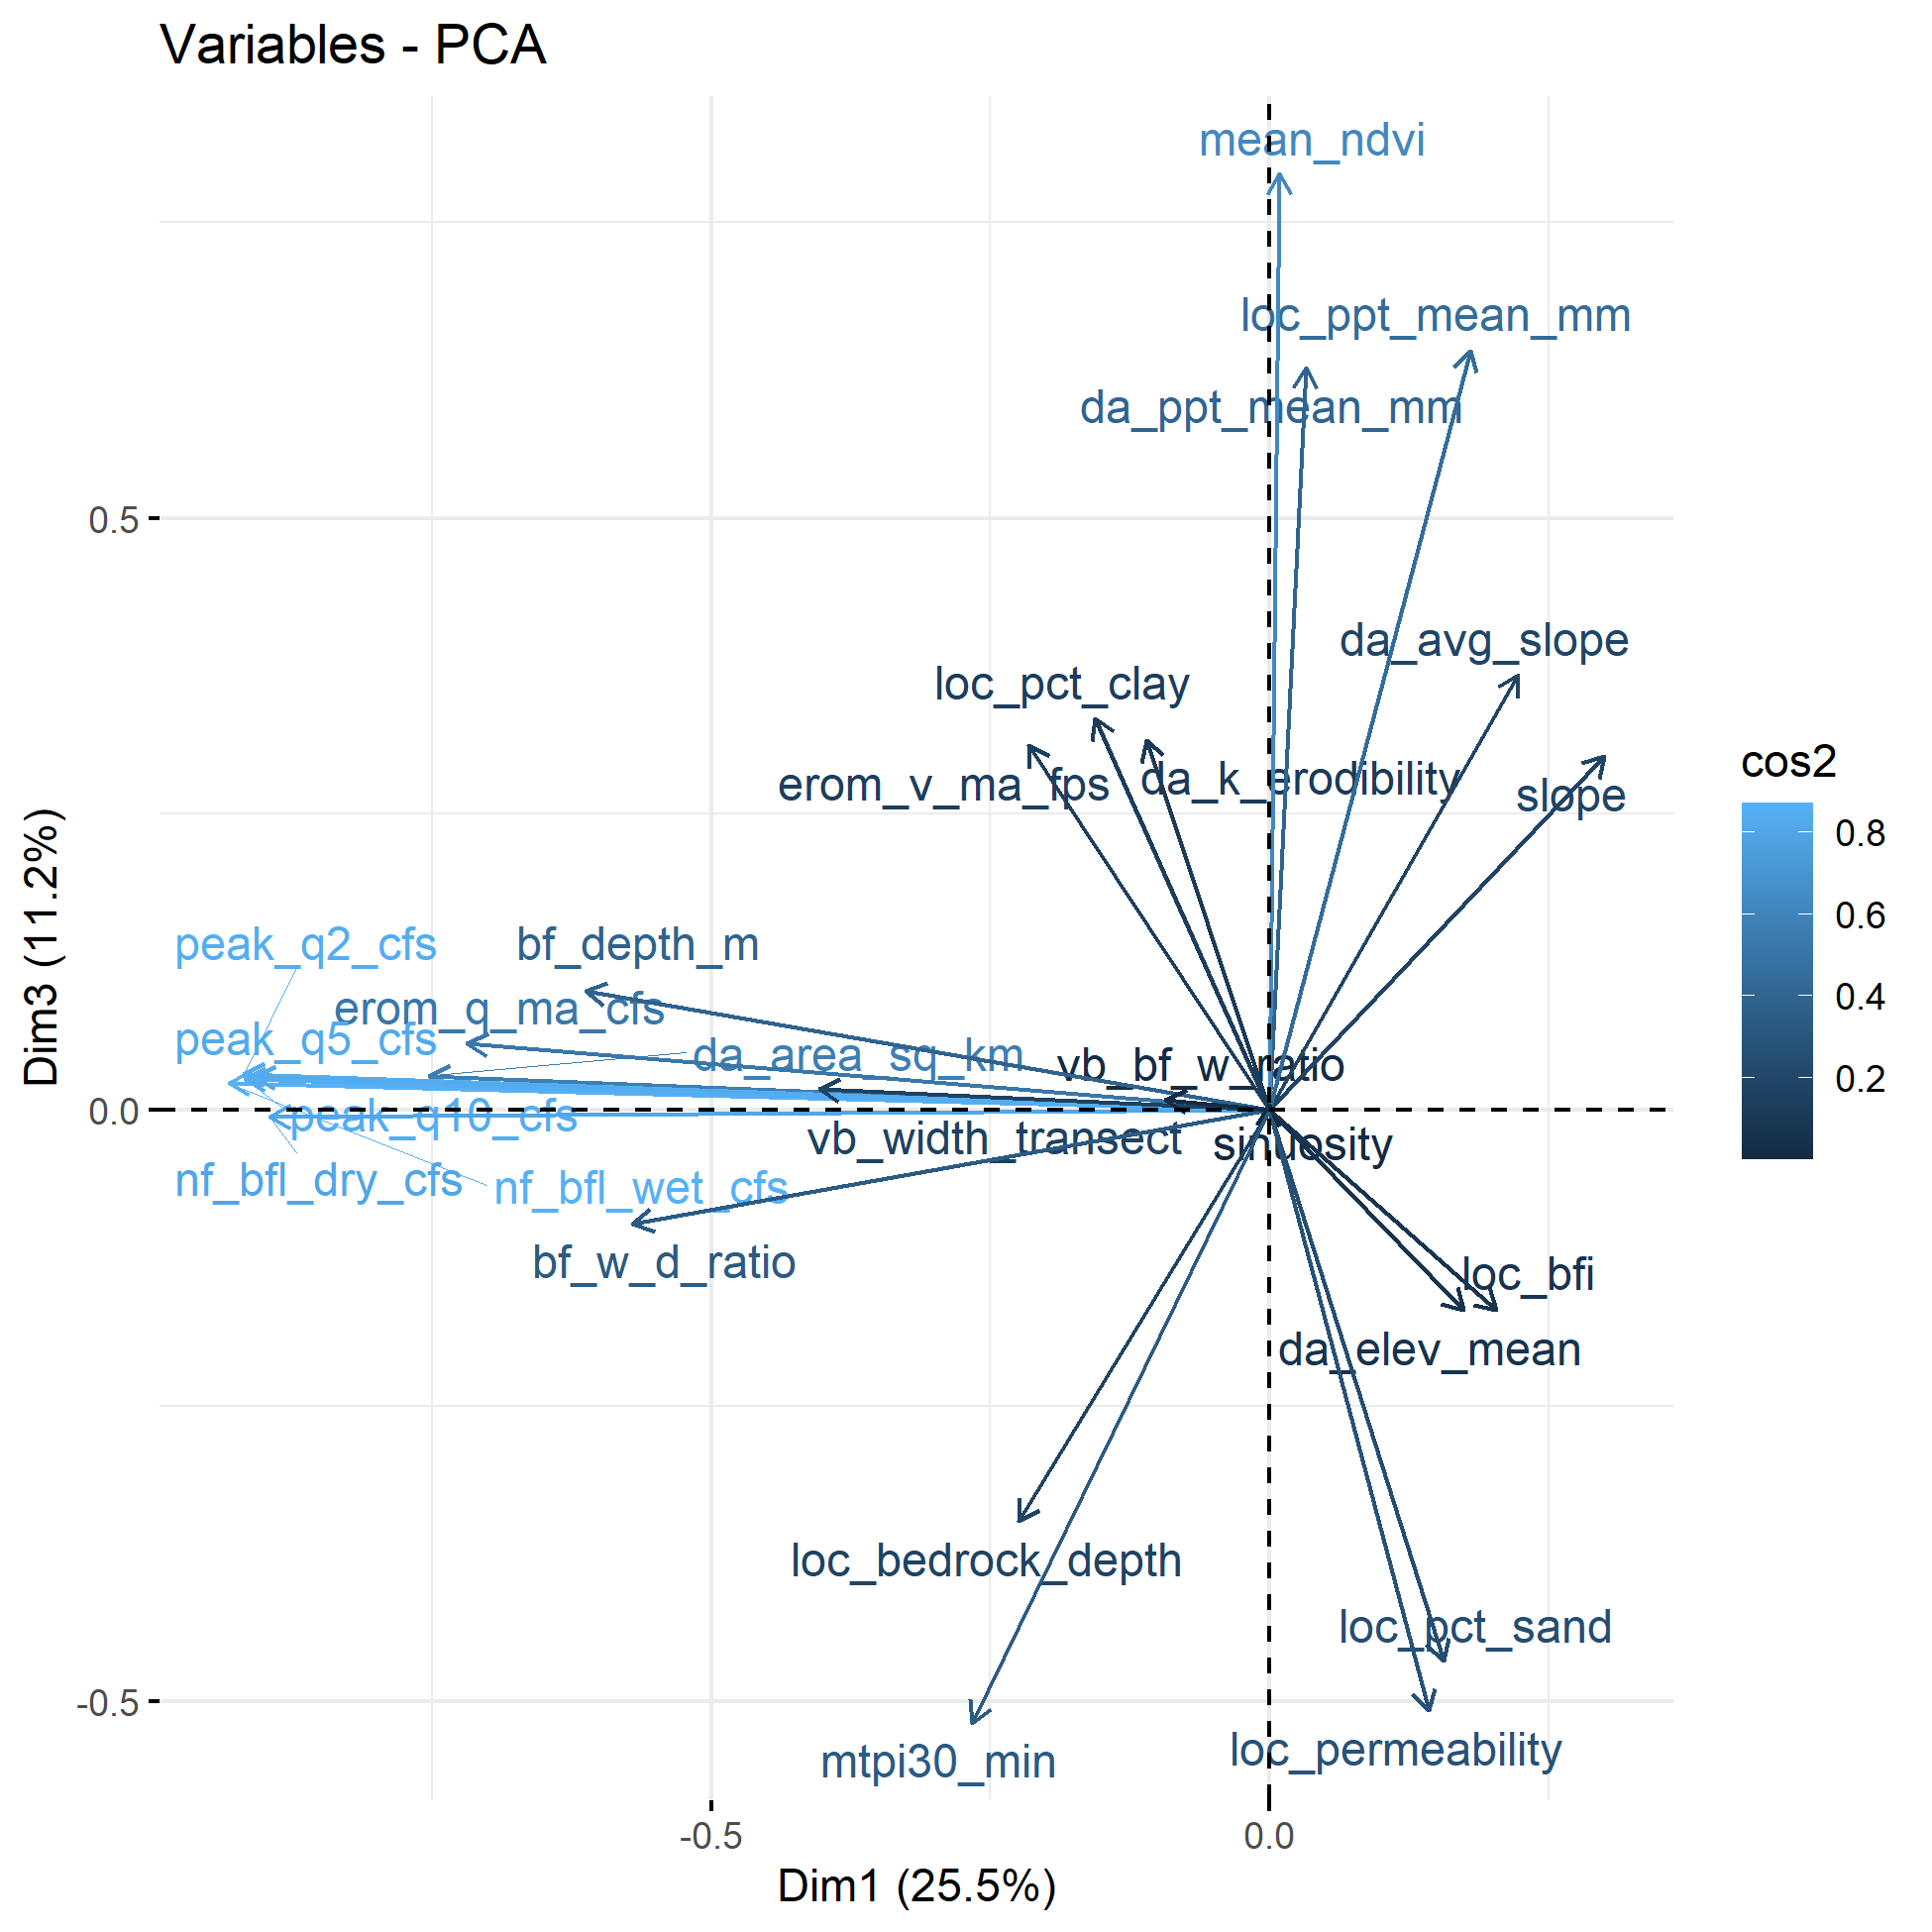 Variables - PCA
mean_ndvi
loc_ppt_mean_mm
da_ppt_mean_mm
0.5
da_avg_slope
loc_pct_clay
erom_v_ma_fps
da_k_erodibility
slope
cos2
0.8
0.6
0.4
0.2
peak_q2_cfs
bf_depth_m
erom_q_ma_cfs
peak_q5_cfs
da_area_sq_km
vb_bf_w_ratio
0.0
peak_q10_cfs
vb_width_transect
sinuosity
nf_bfl_dry_cfs
nf_bfl_wet_cfs
bf_w_d_ratio
loc_bfi
da_elev_mean
loc_bedrock_depth
loc_pct_sand
-0.5
mtpi30_min
loc_permeability
-0.5
0.0
Dim1 (25.5%)
Dim3 (11.2%)